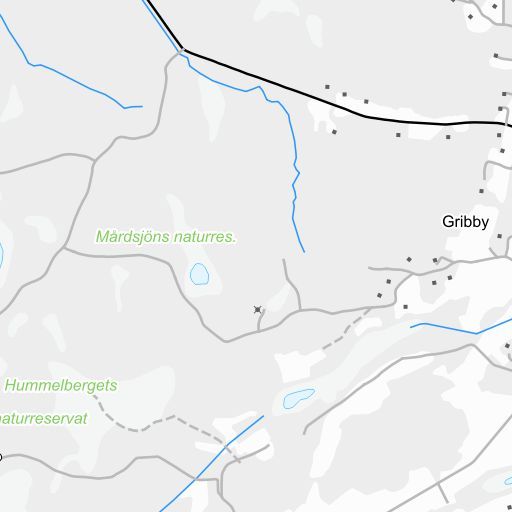 Gribby
Mårdsjöns naturres.
Hummelbergets
naturreservat